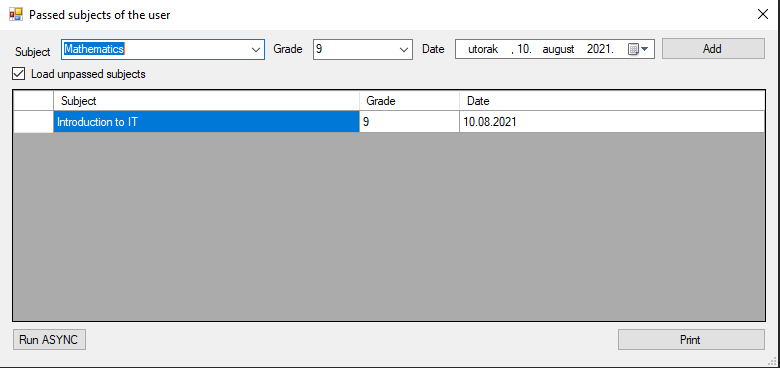 Passed subjects of the user
Subject Mathematics Grade 9 Date utorak , 10. august 2021. Add
Load unpassed subjects
Subject Grade Date
Introduction to IT 9 10.08.2021
Run ASYNC Print